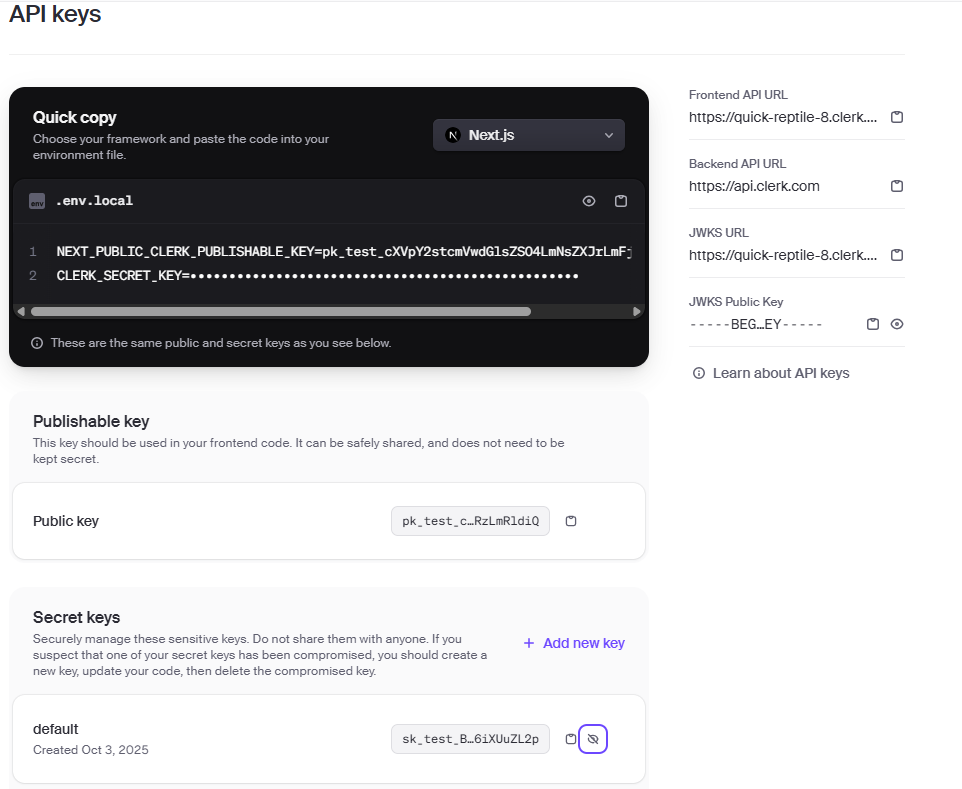 API keys
Quick copy
Choose your framework and paste the code into your
environment file.
Next.js
.env.local
1 NEXT_PUBLIC_CLERK_PUBLISHABLE_KEY=pk_test_cXVpY2stcmVwdGlsZS04LmNsZXJrLmFj
2 CLERK_SECRET_KEY=••••••••••••••••••••••••••••••••••••••••••••••••••
These are the same public and secret keys as you see below.
Publishable key
This key should be used in your frontend code. It can be safely shared, and does not need to be
kept secret.
Public key
pk_test_c…RzLmRldiQ
Secret keys
Securely manage these sensitive keys. Do not share them with anyone. If you
suspect that one of your secret keys has been compromised, you should create a
new key, update your code, then delete the compromised key.
+ Add new key
default
Created Oct 3, 2025
sk_test_B…6iXUuZL2p
Frontend API URL
https://quick-reptile-8.clerk....
Backend API URL
https://api.clerk.com
JWKS URL
https://quick-reptile-8.clerk....
JWKS Public Key
-----BEG…EY-----
Learn about API keys